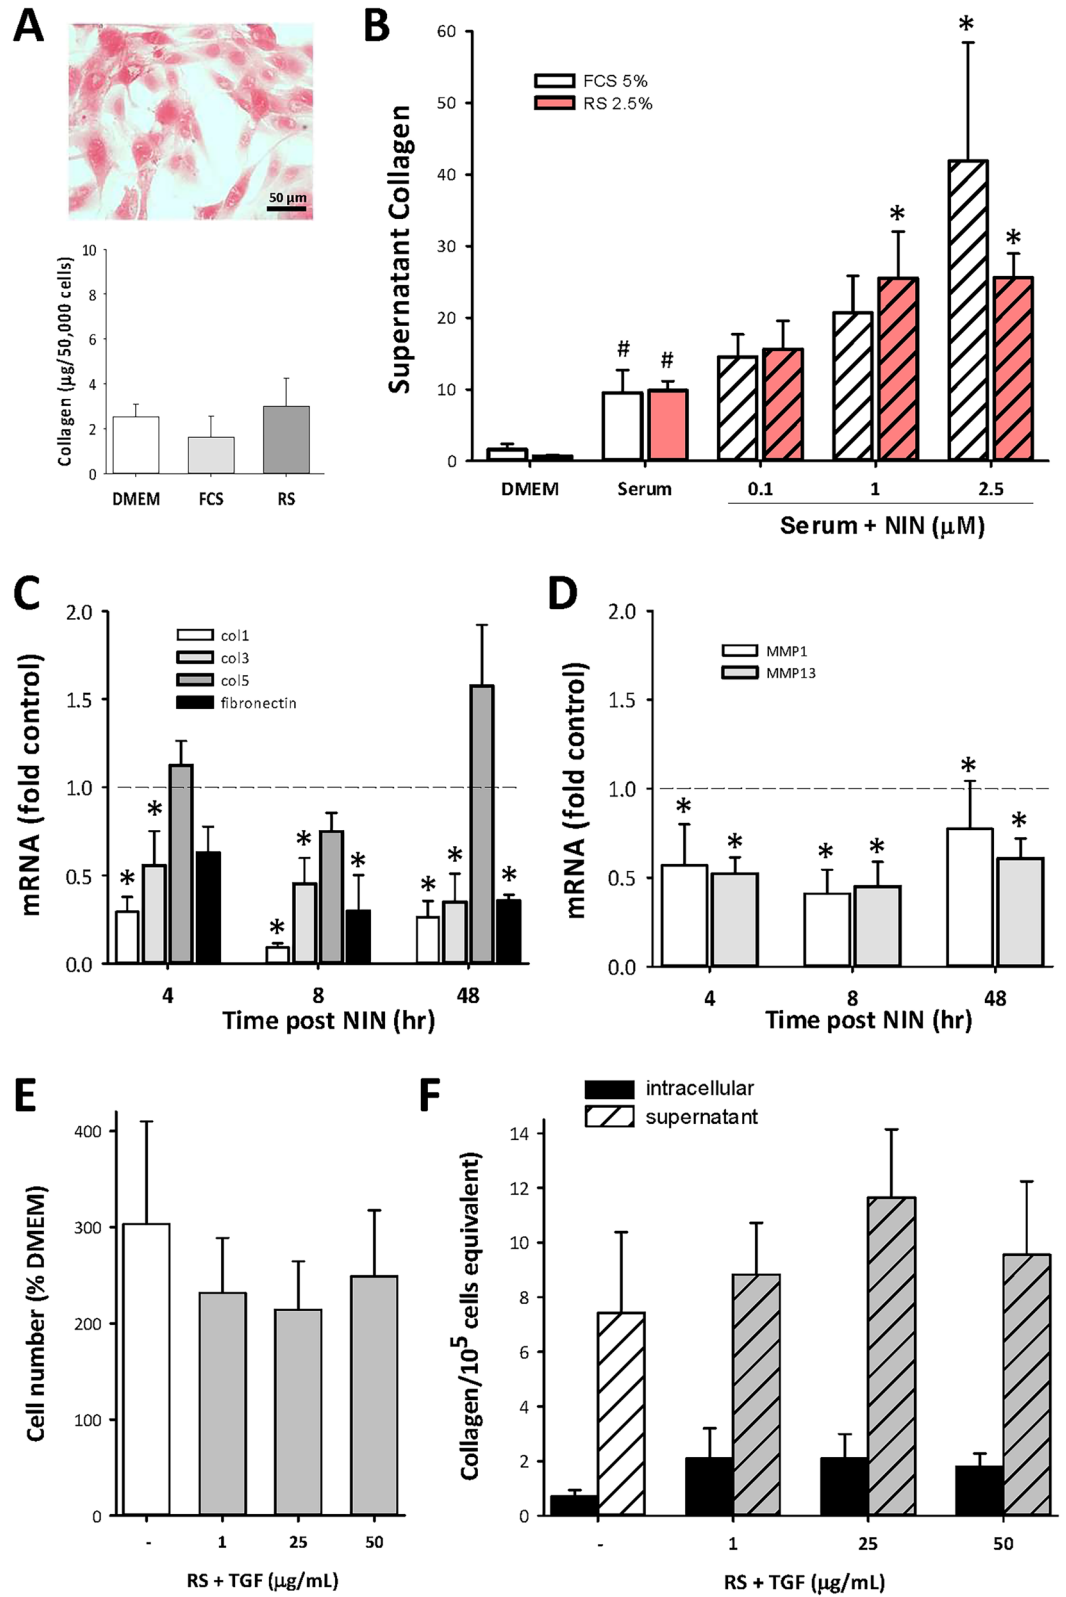 A
50 µm
Collagen (µg/50,000 cells)
10
8
6
4
2
0
DMEM FCS RS
B
Supernatant Collagen
60
50
40
30
20
10
0
FCS 5%
RS 2.5%
# # * * *
DMEM Serum 0.1 1 2.5
Serum + NIN (µM)
C
mRNA (fold control)
2.0
1.5
1.0
0.5
0.0
col1
col3
col5
fibronectin
* * * * * * * *
4 8 48
Time post NIN (hr)
D
mRNA (fold control)
2.0
1.5
1.0
0.5
0.0
MMP1
MMP13
* * * * * *
4 8 48
Time post NIN (hr)
E
Cell number (% DMEM)
400
300
200
100
0
- 1 25 50
RS + TGF (µg/mL)
F
intracellular
supernatant
Collagen/10⁵ cells equivalent)
14
12
10
8
6
4
2
0
- 1 25 50
RS + TGF (µg/mL)